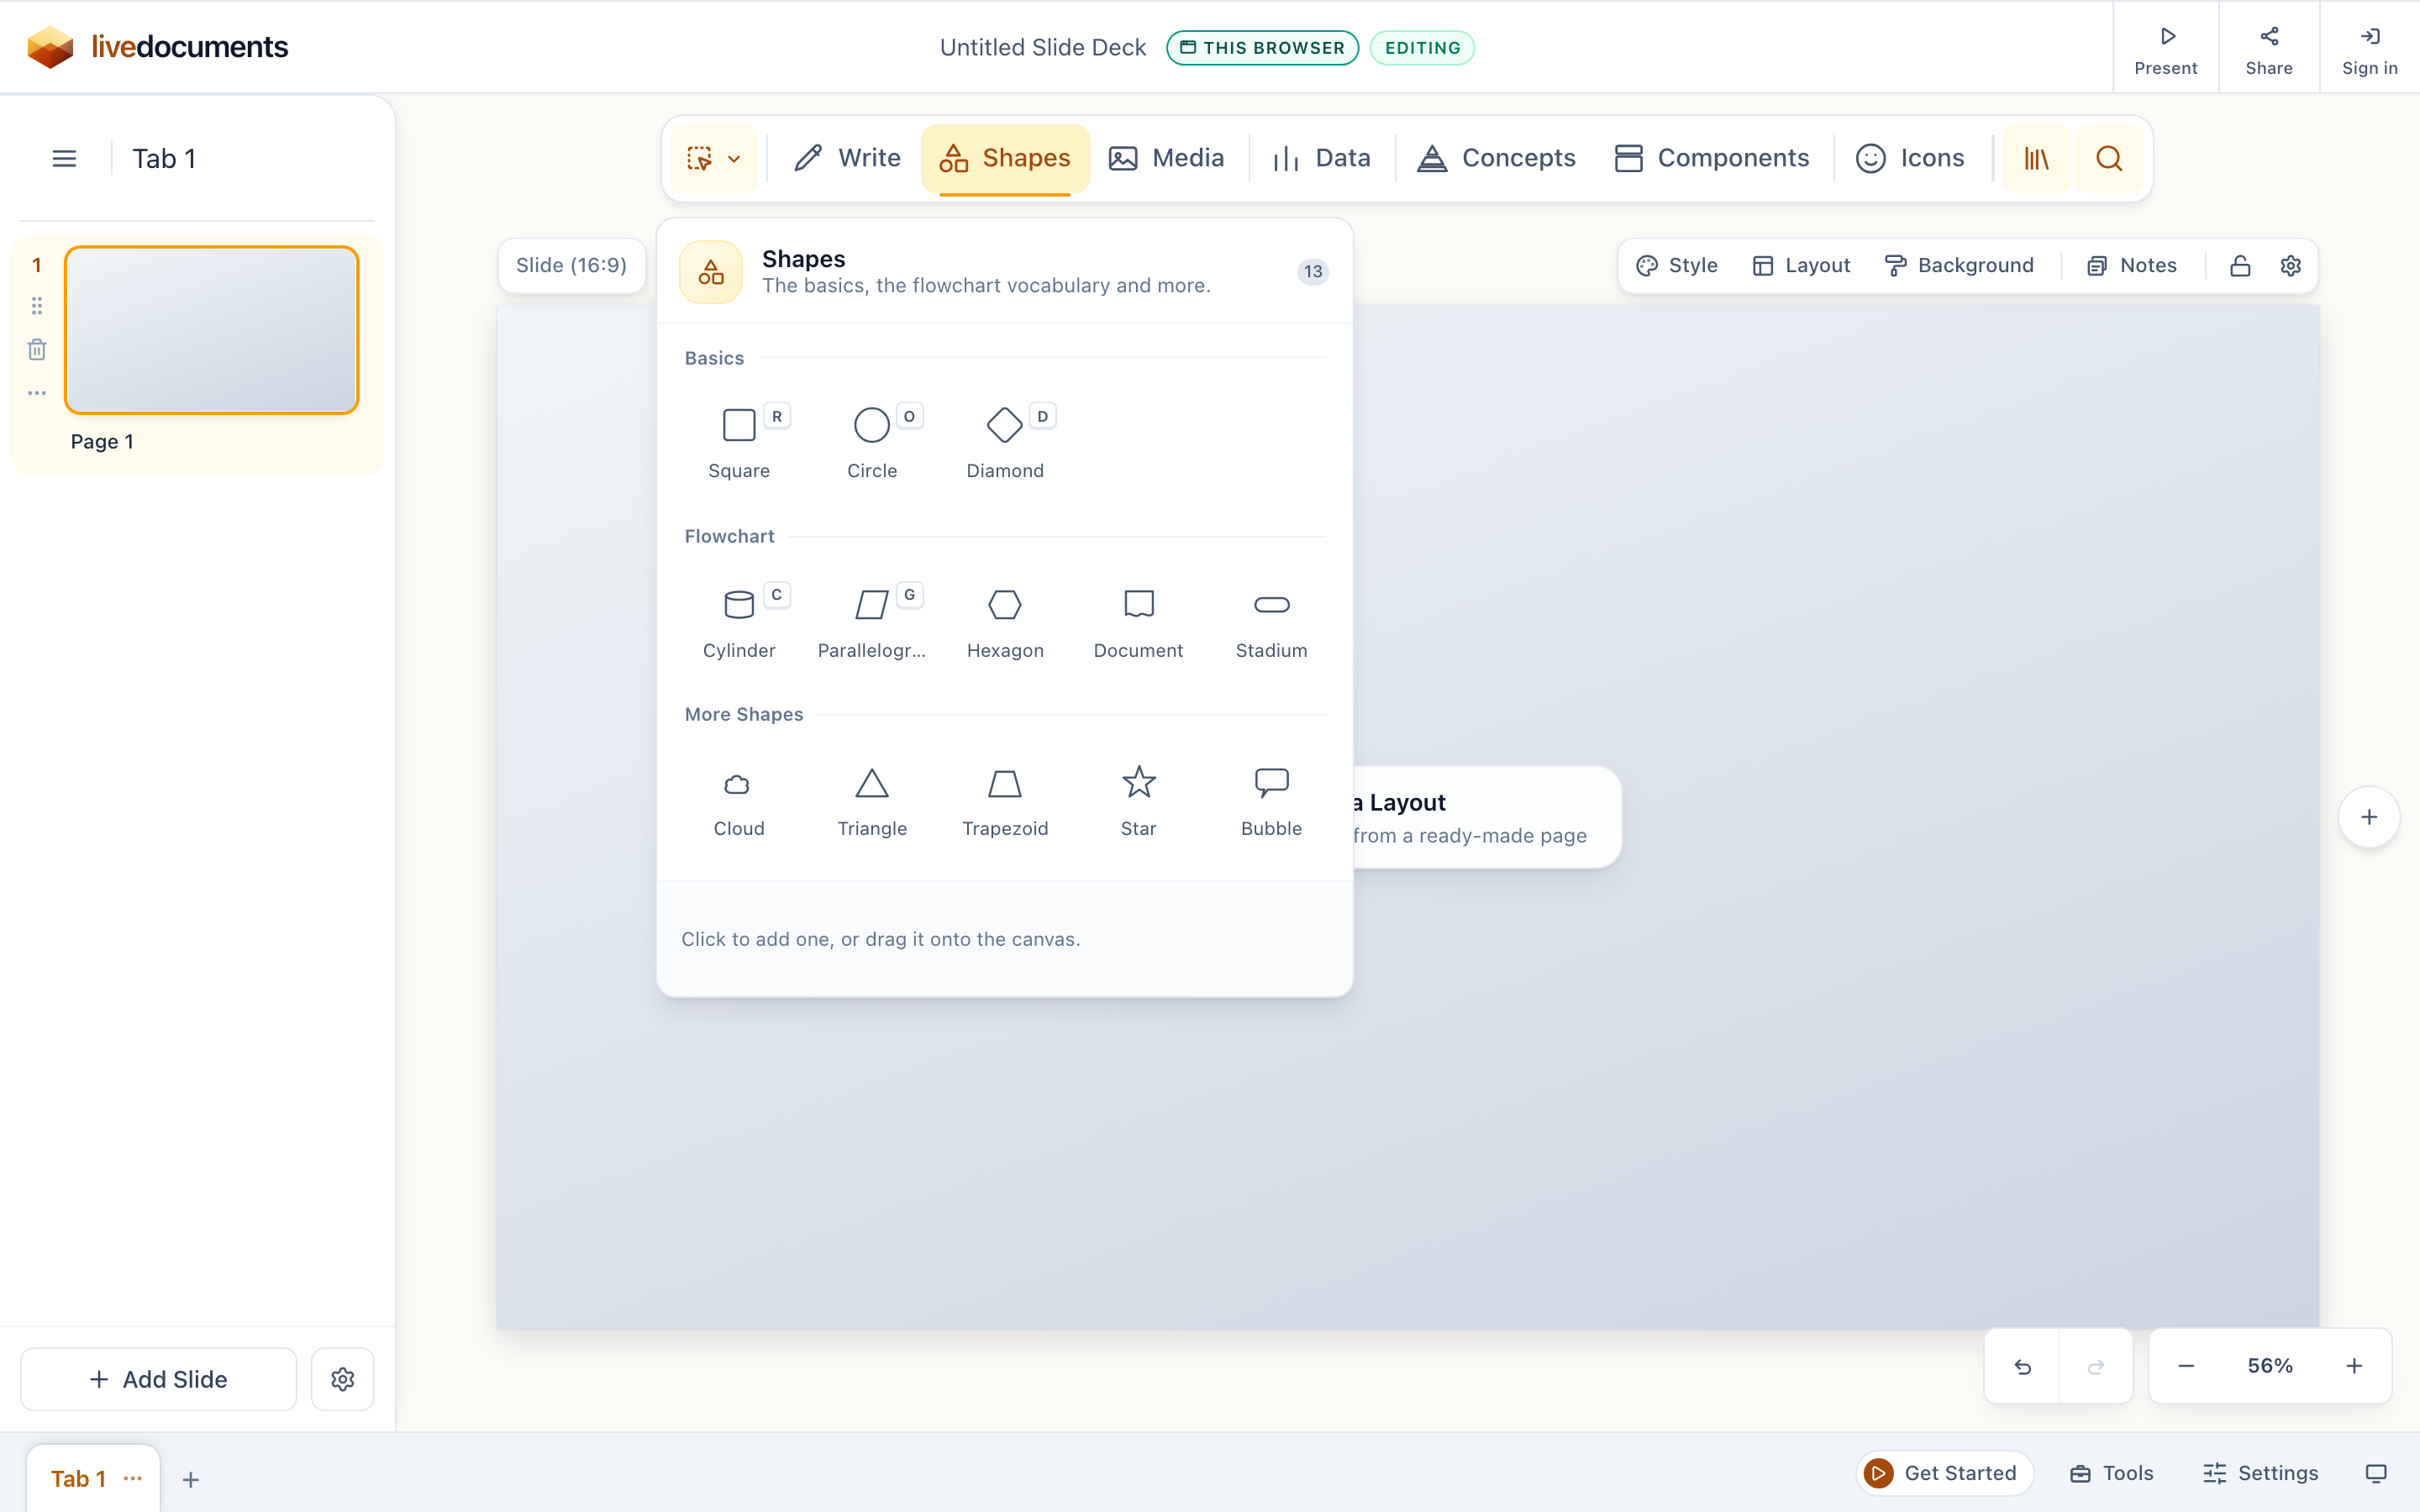 livedocuments
Untitled Slide Deck
THIS BROWSER
EDITING
Present
Share
Sign in
Tab 1
Write
Shapes
Media
Data
Concepts
Components
Icons
1
Page 1
Slide (16:9)
Style
Layout
Background
Notes
Shapes
The basics, the flowchart vocabulary and more.
13
Basics
R
O
D
Square
Circle
Diamond
Flowchart
C
G
Cylinder
Parallelogr...
Hexagon
Document
Stadium
More Shapes
Cloud
Triangle
Trapezoid
Star
Bubble
Click to add one, or drag it onto the canvas.
a Layout
from a ready-made page
Add Slide
56%
Tab 1
Get Started
Tools
Settings